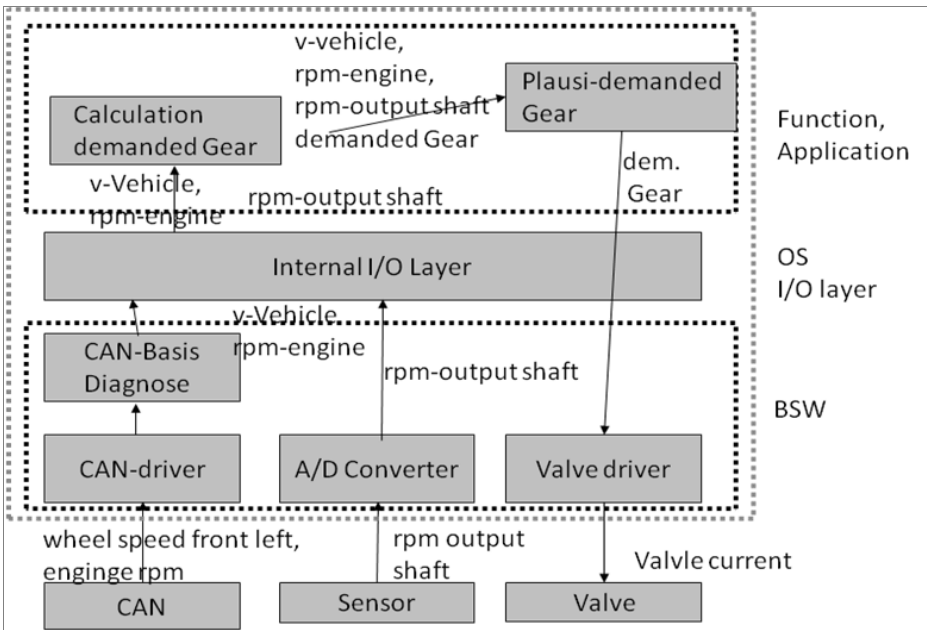 v-vehicle,
rpm-engine,
rpm-output shaft
demanded Gear
Plausi-demanded
Gear
Calculation
demanded Gear
Function,
Application
dem.
Gear
v-Vehicle,
rpm-engine
rpm-output shaft
Internal I/O Layer
OS
I/O layer
v-Vehicle
rpm-engine
CAN-Basis
Diagnose
rpm-output shaft
BSW
CAN-driver
A/D Converter
Valve driver
wheel speed front left,
enginge rpm
rpm output
shaft
Valvle current
CAN
Sensor
Valve